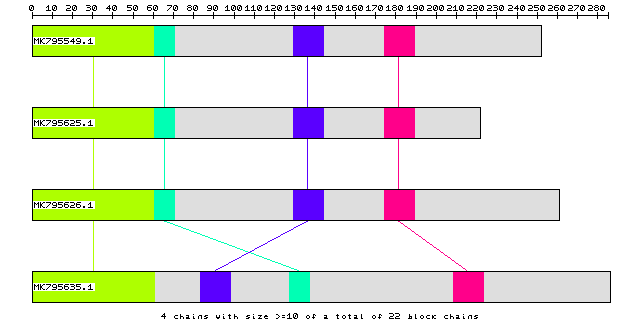 0 10 20 30 40 50 60 70 80 90 100 110 120 130 140 150 160 170 180 190 200 210 220 230 240 250 260 270 280
MK795549.1
MK795625.1
MK795626.1
MK795635.1
4 chains with size >=10 of a total of 22 block chains